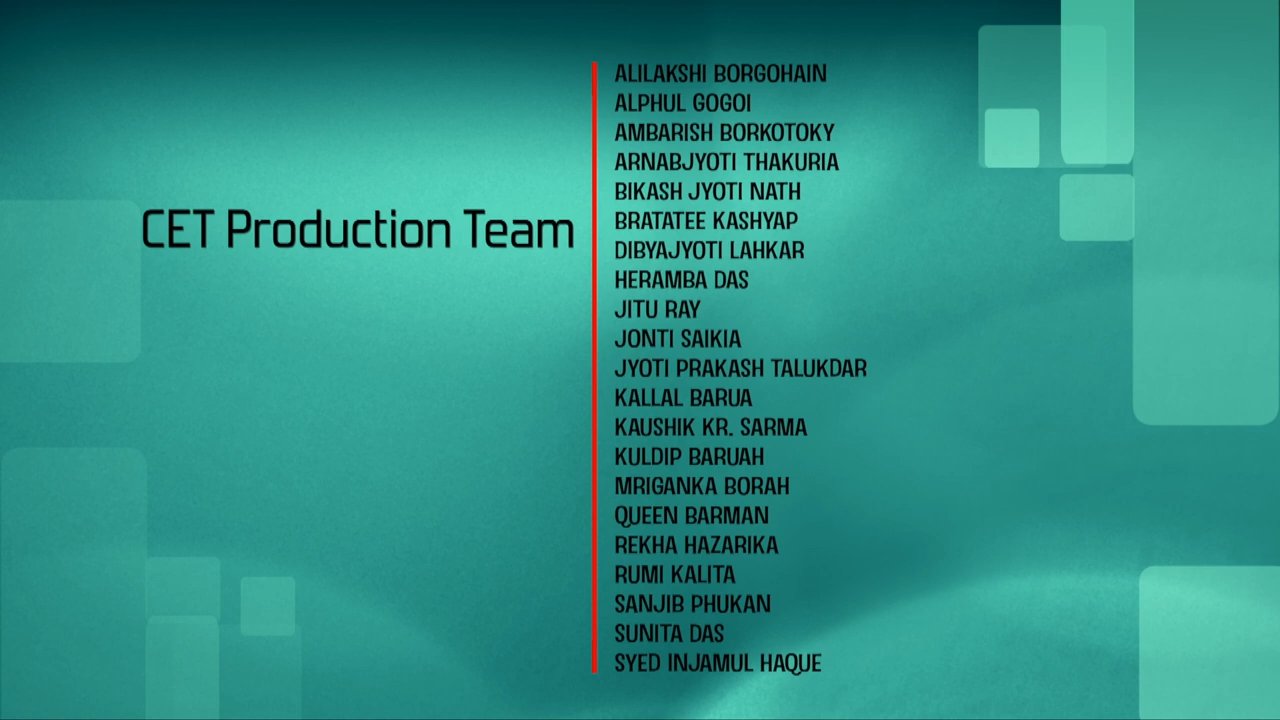 CET Production Team
ALILAKSHI BORGOHAIN
ALPHUL GOGOI
AMBARISH BORKOTOKY
ARNABJYOTI THAKURIA
BIKASH JYOTI NATH
BRATATEE KASHYAP
DIBYAJYOTI LAHKAR
HERAMBA DAS
JITU RAY
JONTI SAIKIA
JYOTI PRAKASH TALUKDAR
KALLAL BARUA
KAUSHIK KR. SARMA
KULDIP BARUAH
MRIGANKA BORAH
QUEEN BARMAN
REKHA HAZARIKA
RUMI KALITA
SANJIB PHUKAN
SUNITA DAS
SYED INJAMUL HAQUE